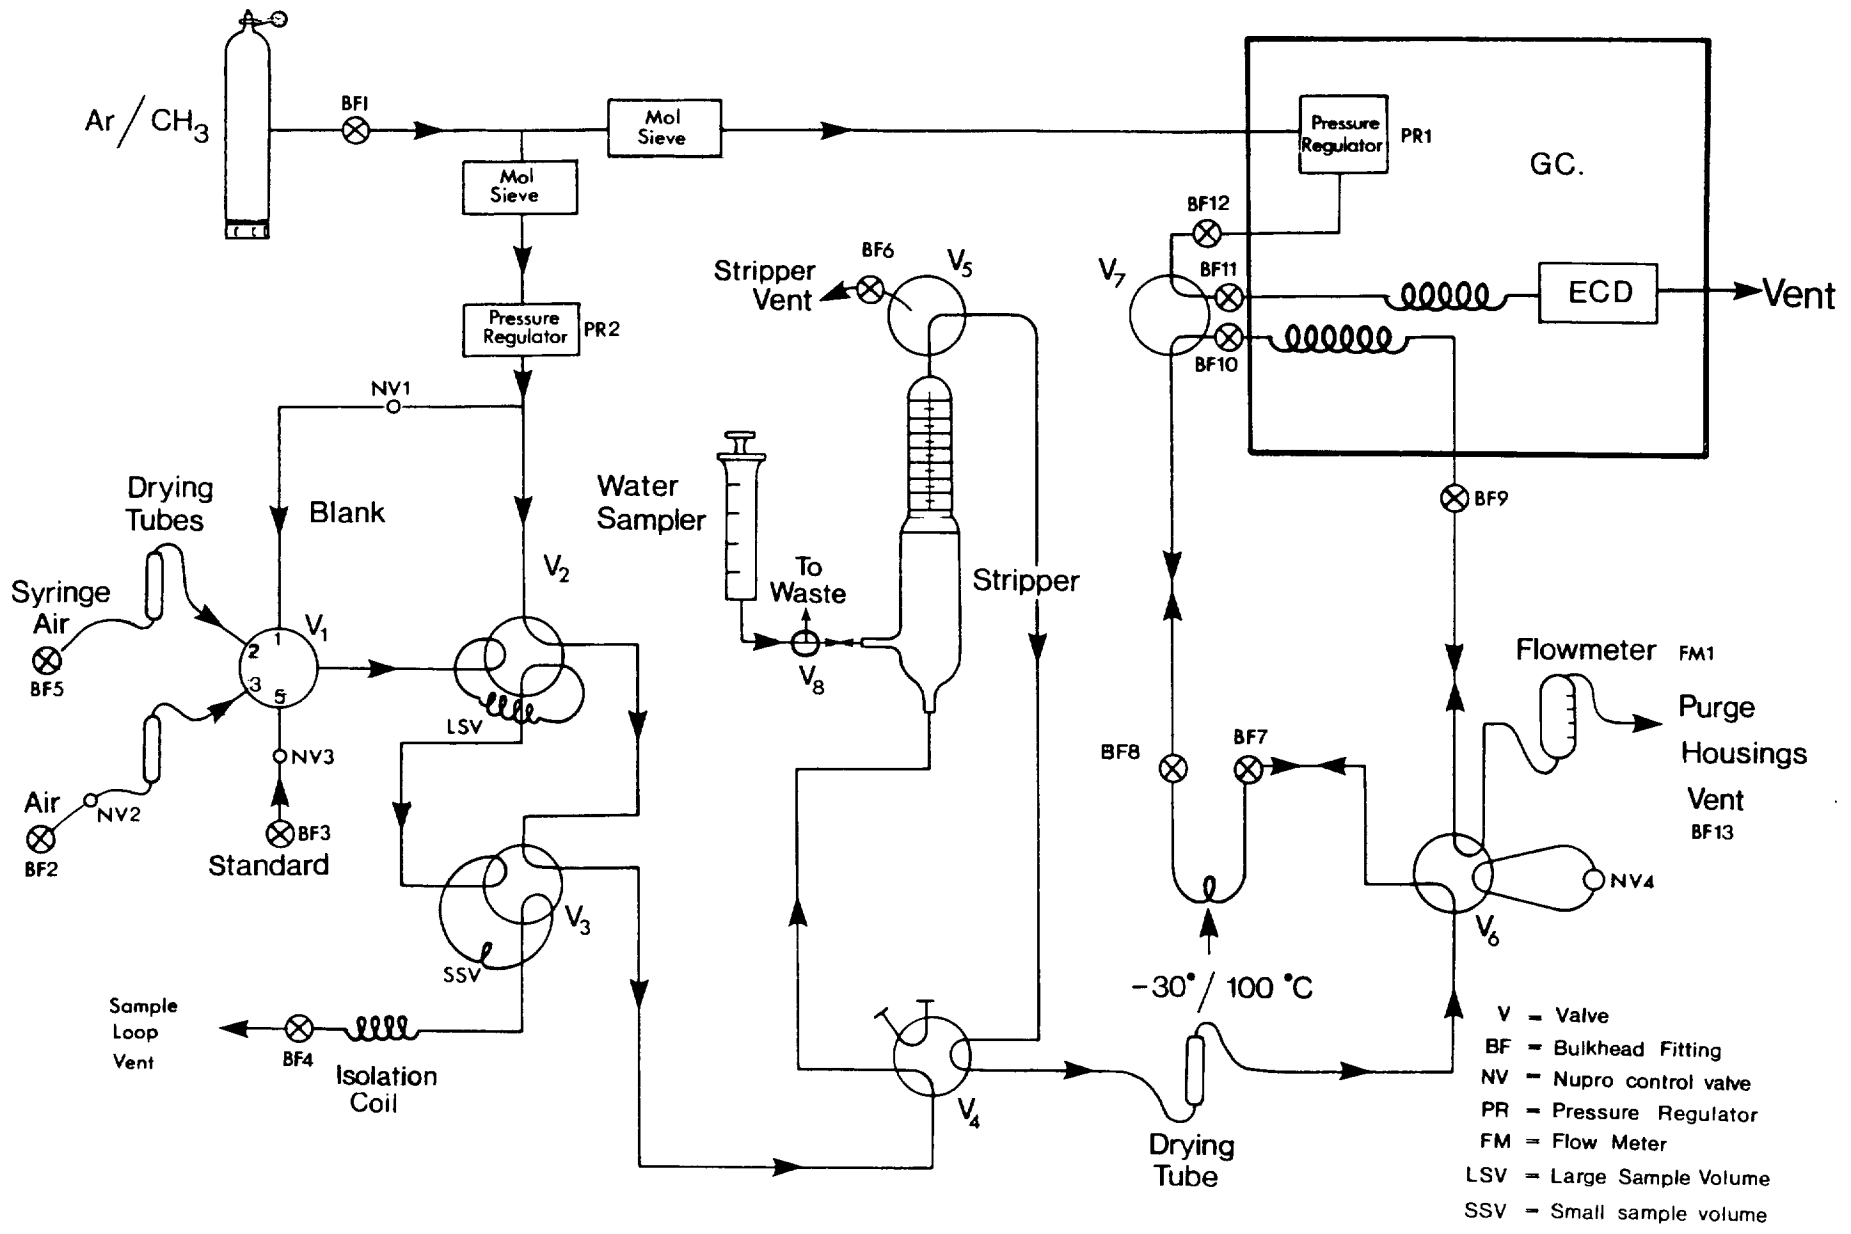 Ar / CH3
BF1
Mol
Sieve
Mol
Sieve
Pressure
Regulator
PR1
GC.
BF12
BF6
V5
Stripper
Vent
V7
BF11
ECD
Vent
BF10
Pressure
Regulator
PR2
NV1
Drying
Tubes
Blank
Water
Sampler
BF9
V2
To
Waste
Stripper
Syringe
Air
BF5
V1
1
2
3
5
V8
LSV
Flowmeter FM1
Purge
Housings
Vent
BF13
BF8
BF7
NV3
Air
NV2
BF2
BF3
Standard
NV4
V6
V3
SSV
-30° / 100 °C
Sample
Loop
Vent
BF4
Isolation
Coil
V4
Drying
Tube
V = Valve
BF = Bulkhead Fitting
NV = Nupro control valve
PR = Pressure Regulator
FM = Flow Meter
LSV = Large Sample Volume
SSV = Small sample volume